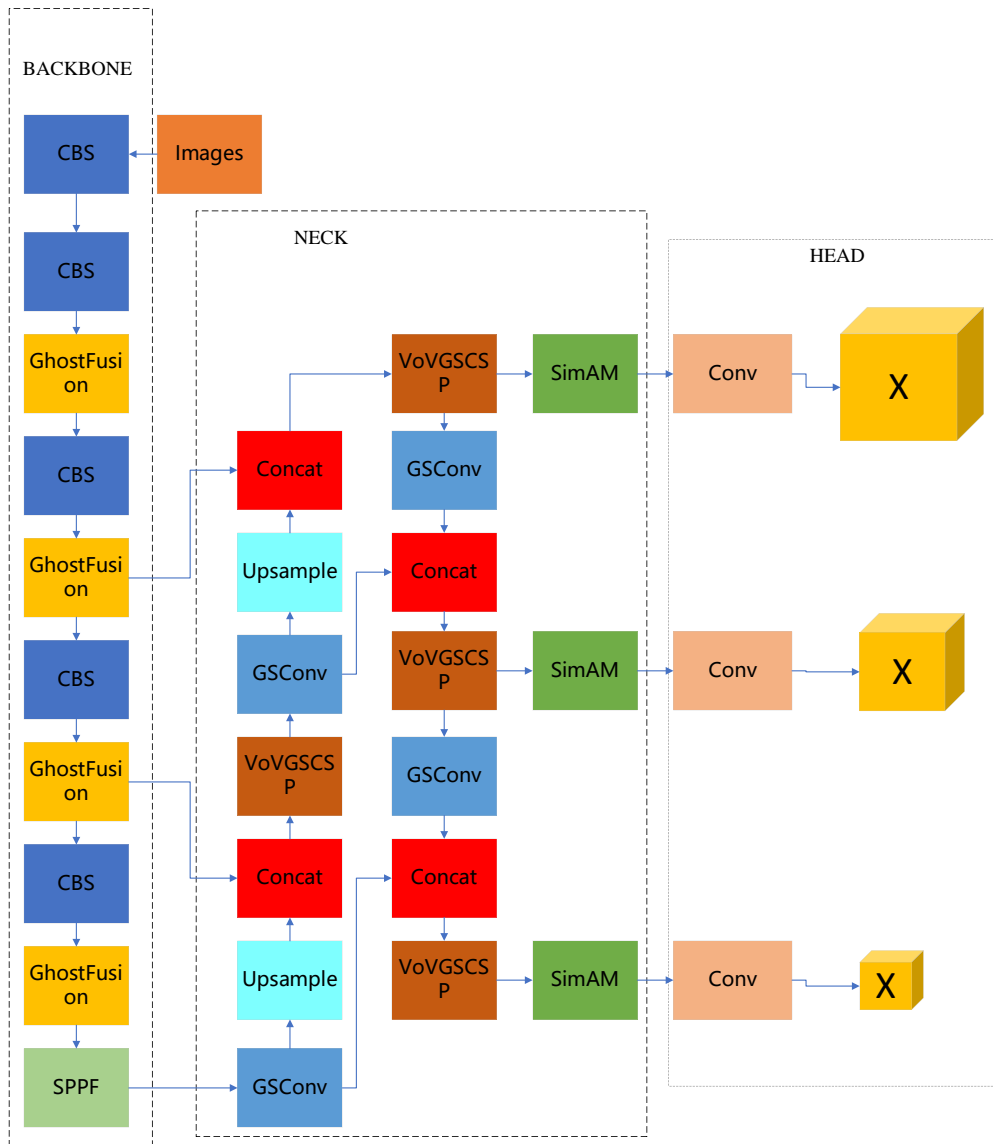 BACKBONE
CBS
Images
CBS
GhostFusi
on
CBS
GhostFusi
on
CBS
GhostFusi
on
CBS
GhostFusi
on
SPPF
NECK
Concat
Upsample
GSConv
VoVGSCS
P
Concat
Upsample
GSConv
VoVGSCS
P
SimAM
GSConv
Concat
VoVGSCS
P
SimAM
GSConv
Concat
VoVGSCS
P
SimAM
HEAD
Conv
X
Conv
X
Conv
X